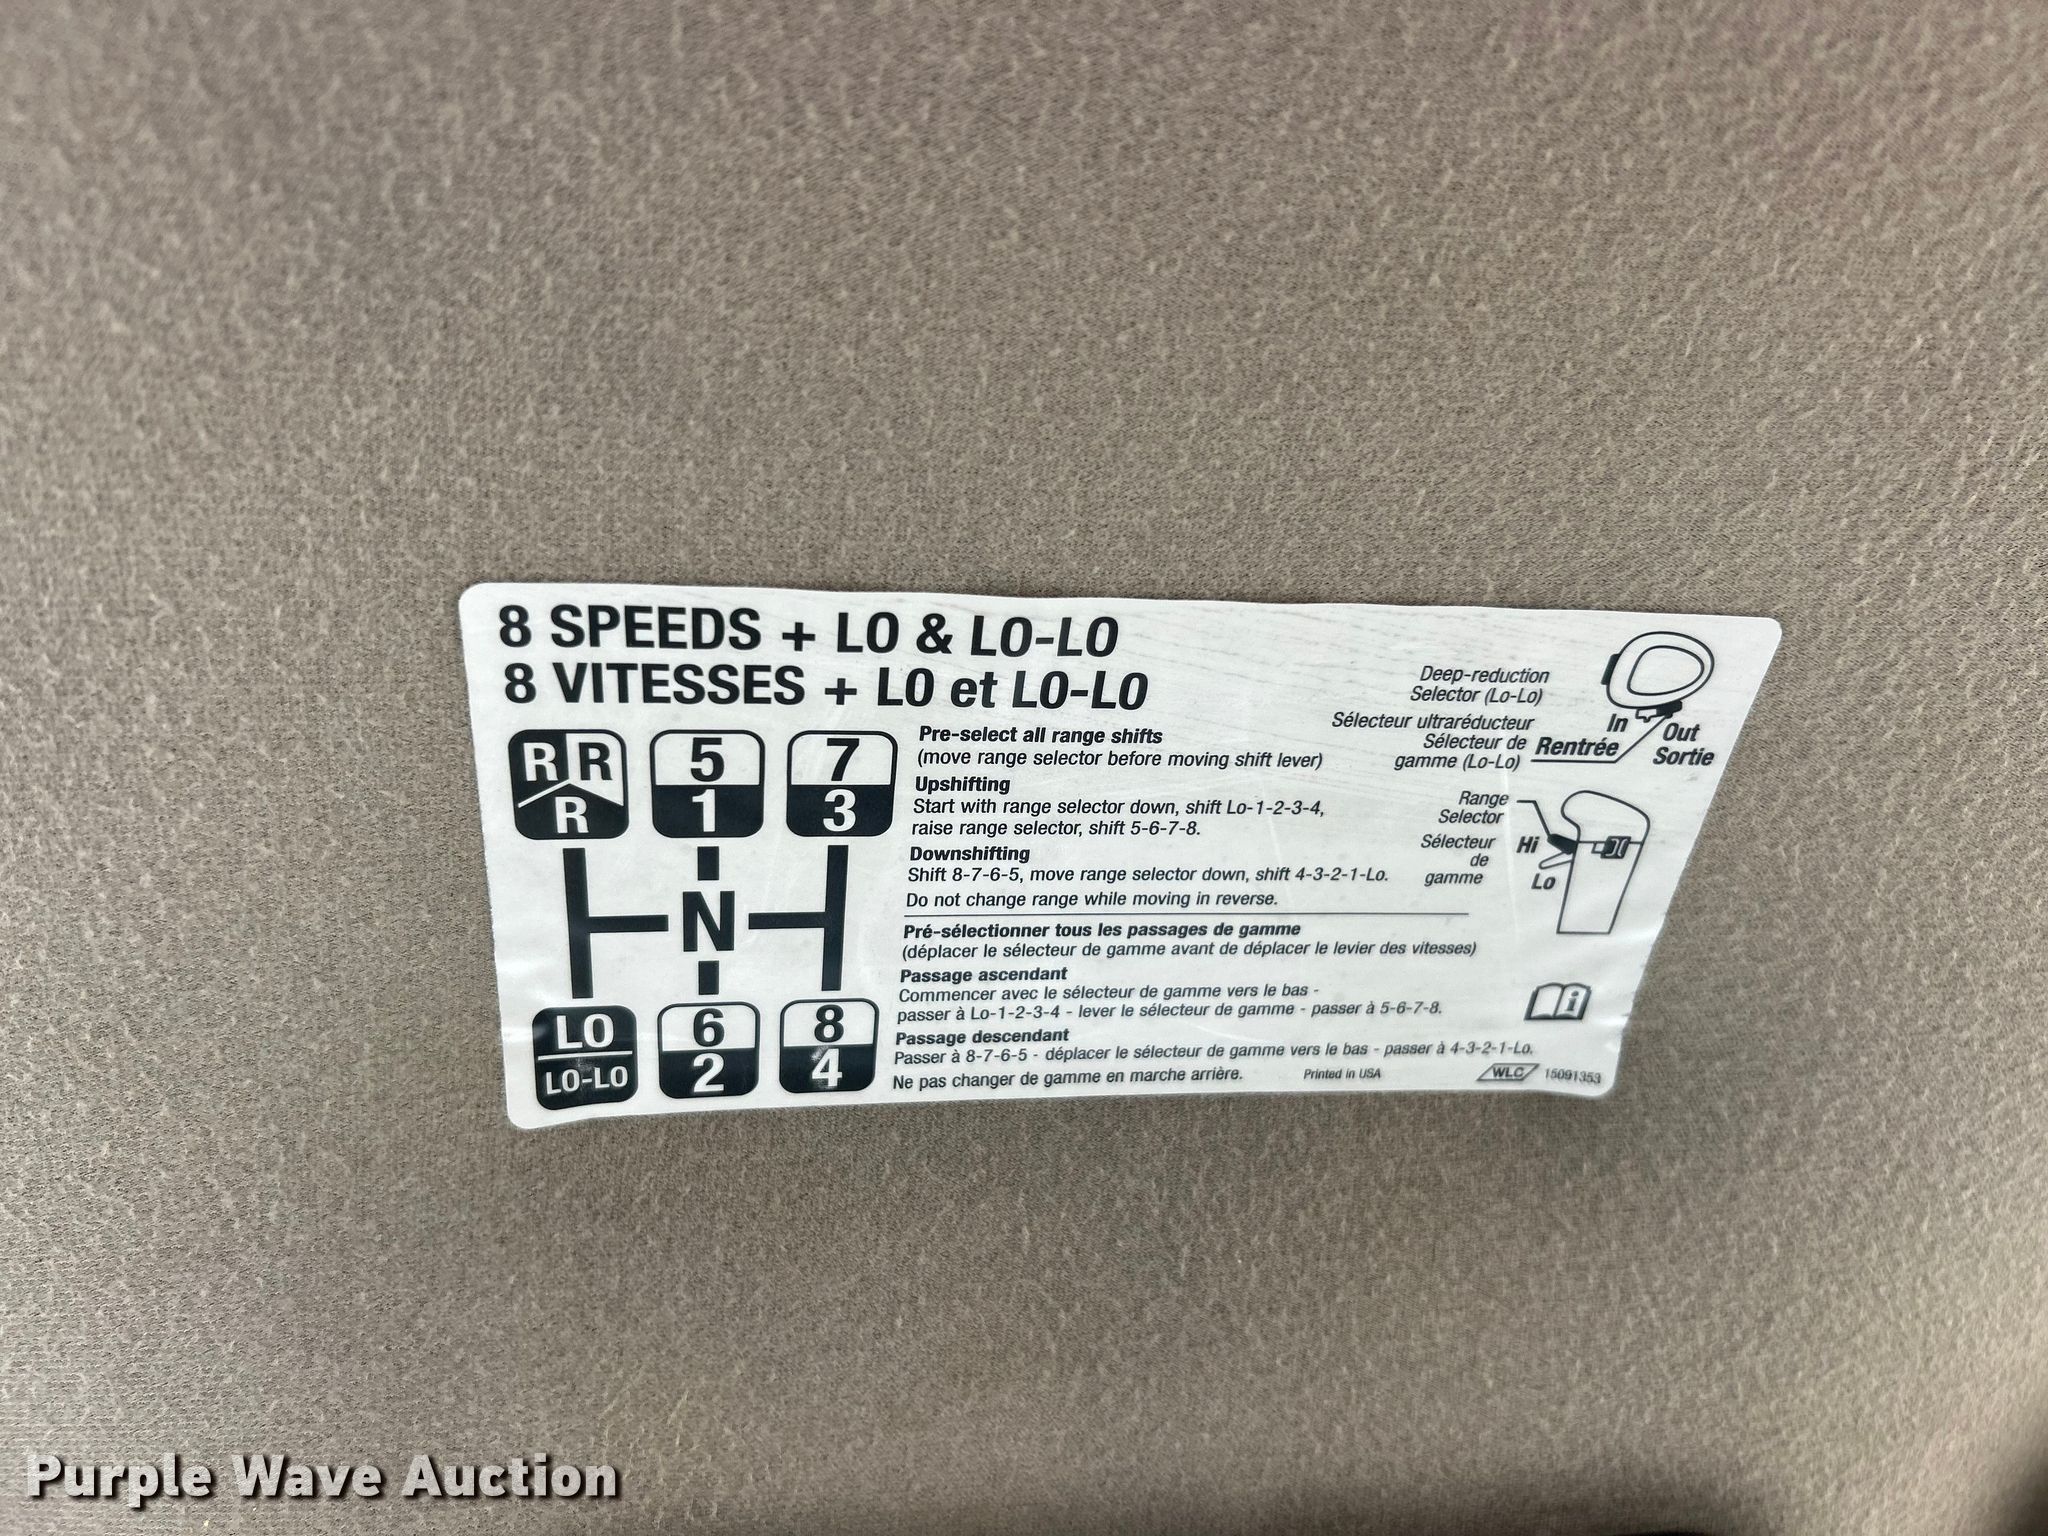 8 SPEEDS + LO & LO-LO
8 VITESSES + LO et LO-LO
R R
R
5
1
7
3
N
LO
LO-LO
6
2
8
4
Pre-select all range shifts
(move range selector before moving shift lever)
Upshifting
Start with range selector down, shift Lo-1-2-3-4,
raise range selector, shift 5-6-7-8.
Downshifting
Shift 8-7-6-5, move range selector down, shift 4-3-2-1-Lo.
Do not change range while moving in reverse.
Pré-sélectionner tous les passages de gamme
(déplacer le sélecteur de gamme avant de déplacer le levier des vitesses)
Passage ascendant
Commencer avec le sélecteur de gamme vers le bas -
passer à Lo-1-2-3-4 - lever le sélecteur de gamme - passer à 5-6-7-8.
Passage descendant
Passer à 8-7-6-5 - déplacer le sélecteur de gamme vers le bas - passer à 4-3-2-1-Lo.
Ne pas changer de gamme en marche arrière.
Printed in USA
WLC 15091353
Deep-reduction
Selector (Lo-Lo)
Sélecteur ultraréducteur
Sélecteur de
gamme (Lo-Lo)
In
Rentrée
Out
Sortie
Range
Selector
Sélecteur
de
gamme
Hi
Lo
i
Purple Wave Auction